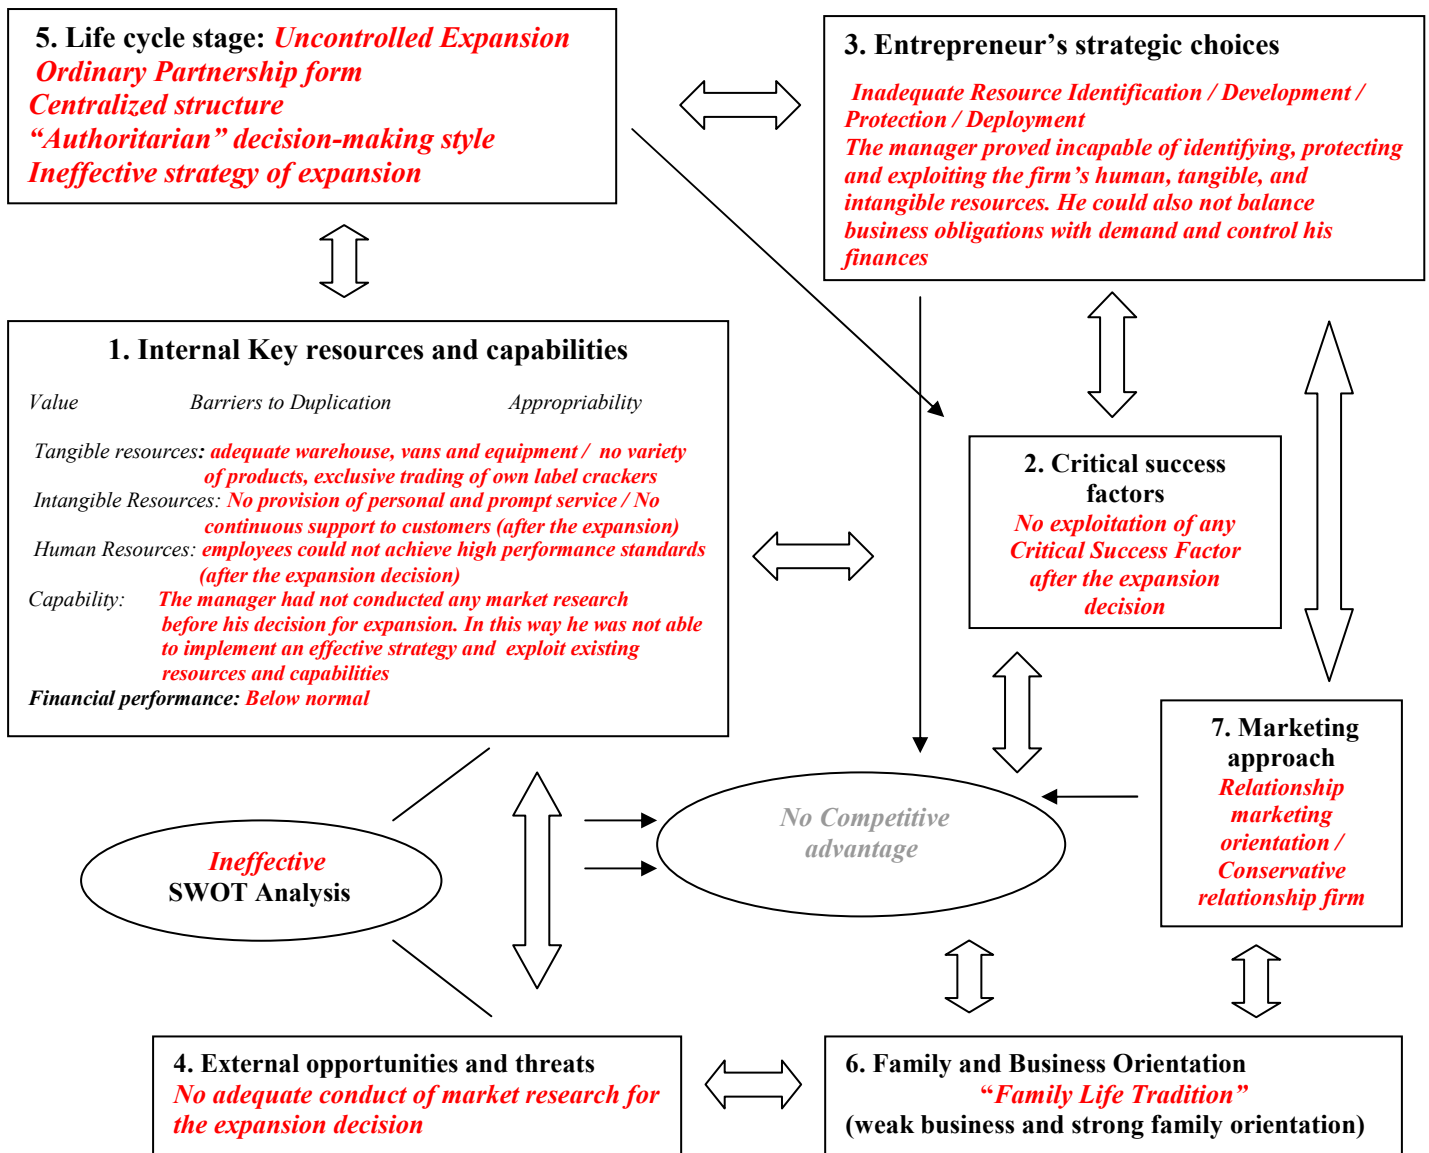 5. Life cycle stage: Uncontrolled Expansion
Ordinary Partnership form
Centralized structure
“Authoritarian” decision-making style
Ineffective strategy of expansion
3. Entrepreneur’s strategic choices
Inadequate Resource Identification / Development /
Protection / Deployment
The manager proved incapable of identifying, protecting
and exploiting the firm’s human, tangible, and
intangible resources. He could also not balance
business obligations with demand and control his
finances
1. Internal Key resources and capabilities
Value Barriers to Duplication Appropriability
Tangible resources: adequate warehouse, vans and equipment / no variety
of products, exclusive trading of own label crackers
Intangible Resources: No provision of personal and prompt service / No
continuous support to customers (after the expansion)
Human Resources: employees could not achieve high performance standards
(after the expansion decision)
Capability: The manager had not conducted any market research
before his decision for expansion. In this way he was not able
to implement an effective strategy and exploit existing
resources and capabilities
Financial performance: Below normal
2. Critical success
factors
No exploitation of any
Critical Success Factor
after the expansion
decision
7. Marketing
approach
Relationship
marketing
orientation /
Conservative
relationship firm
No Competitive
advantage
Ineffective
SWOT Analysis
4. External opportunities and threats
No adequate conduct of market research for
the expansion decision
6. Family and Business Orientation
“Family Life Tradition”
(weak business and strong family orientation)